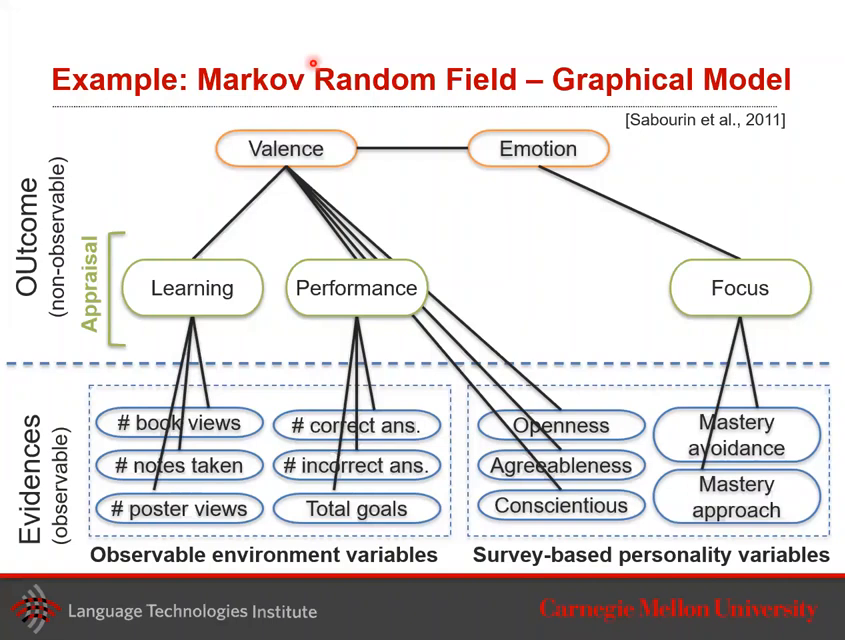 Example: Markov Random Field – Graphical Model
[Sabourin et al., 2011]
Valence
Emotion
OUtcome
(non-observable)
Appraisal
Learning
Performance
Focus
Evidences
(observable)
# book views
# notes taken
# poster views
# correct ans.
# incorrect ans.
Total goals
Openness
Agreeableness
Conscientious
Mastery
avoidance
Mastery
approach
Observable environment variables
Survey-based personality variables
Language Technologies Institute
Carnegie Mellon University